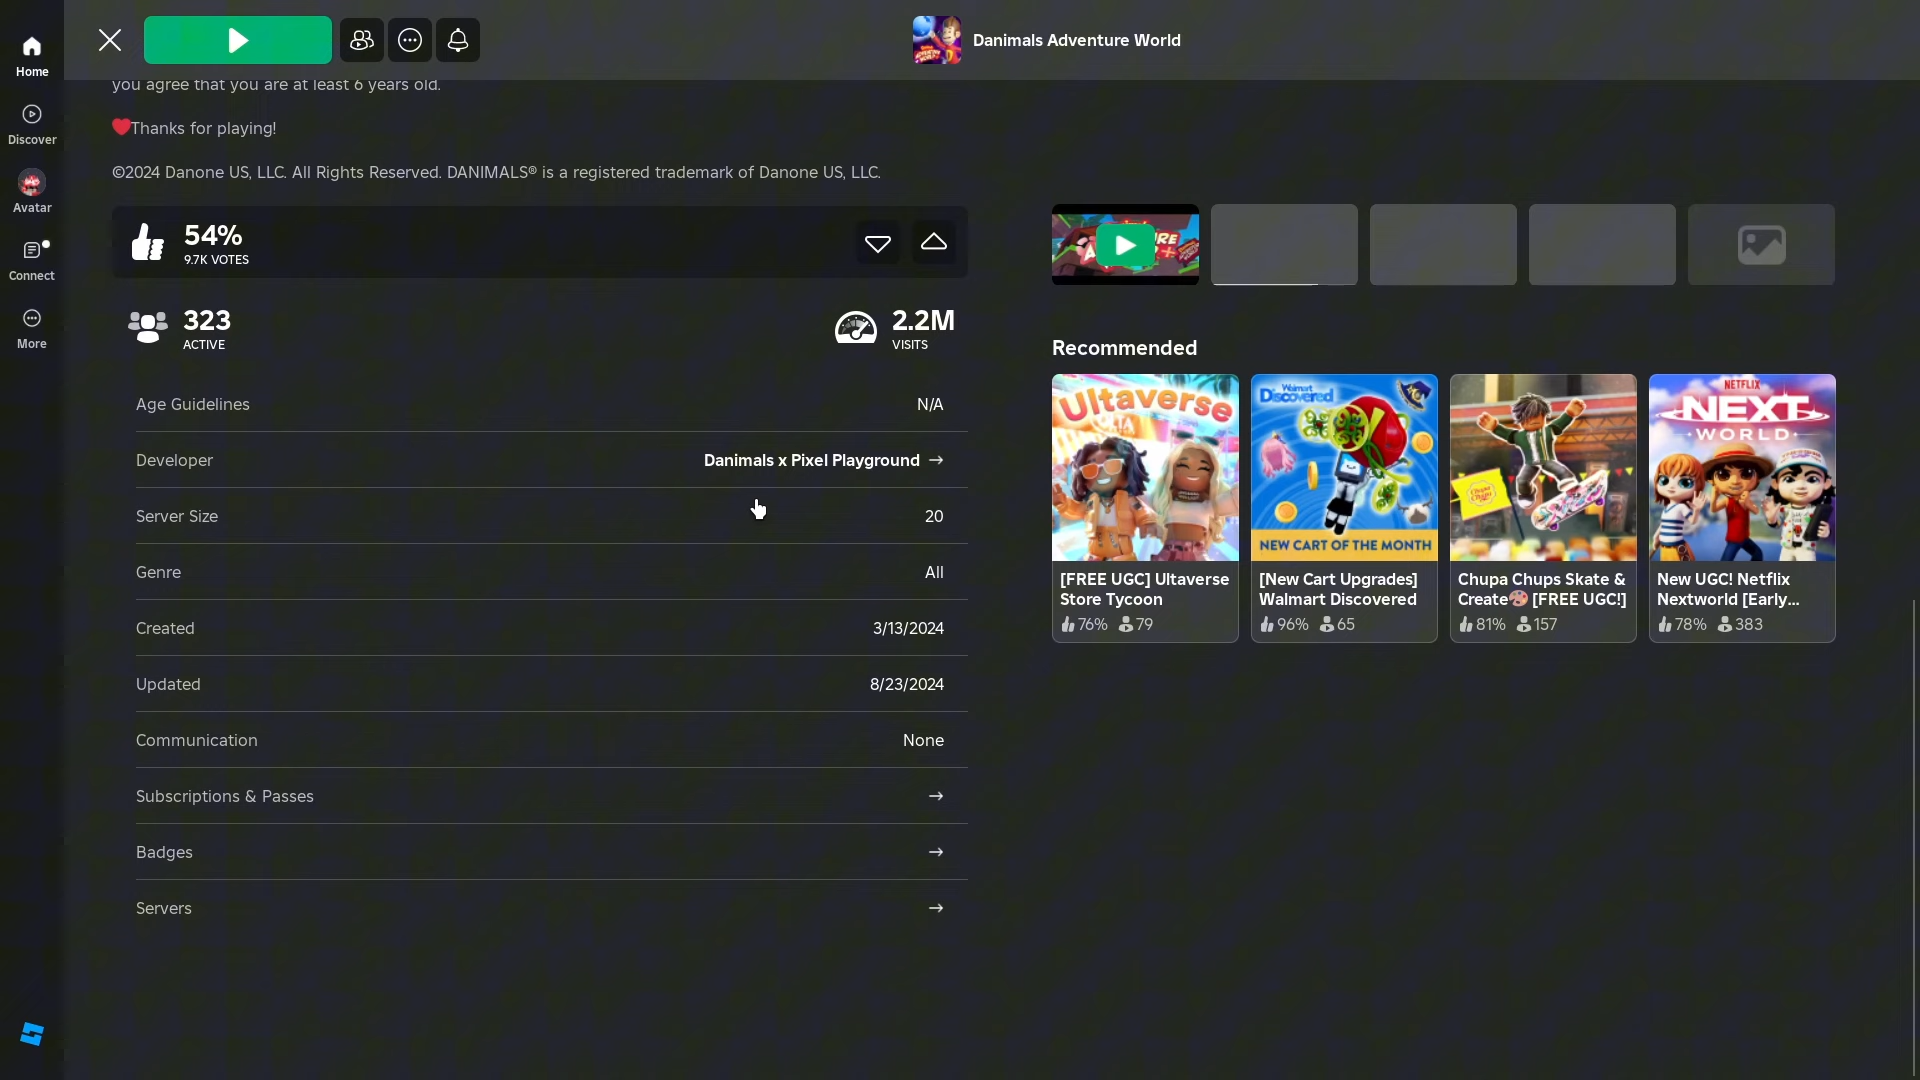 Danimals Adventure World
Home
Discover
Avatar
Connect
More
you agree that you are at least 6 years old.
❤Thanks for playing!
©2024 Danone US, LLC. All Rights Reserved. DANIMALS® is a registered trademark of Danone US, LLC.
54%
9.7K VOTES
323
ACTIVE
2.2M
VISITS
Age Guidelines N/A
Developer Danimals x Pixel Playground →
Server Size 20
Genre All
Created 3/13/2024
Updated 8/23/2024
Communication None
Subscriptions & Passes →
Badges →
Servers →
Recommended
Ultaverse
[FREE UGC] Ultaverse
Store Tycoon
76% 79
Walmart
Discovered
NEW CART OF THE MONTH
[New Cart Upgrades]
Walmart Discovered
96% 65
Chupa Chups
Chupa Chups Skate &
Create🎨 [FREE UGC!]
81% 157
NETFLIX
NEXT
WORLD
New UGC! Netflix
Nextworld [Early...
78% 383